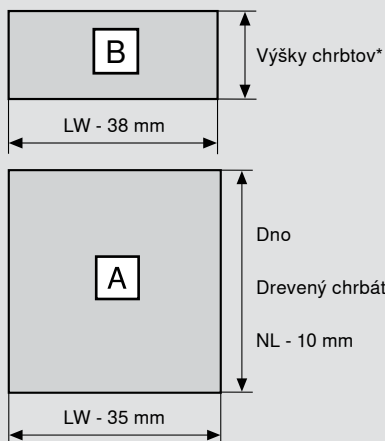 B
Výšky chrbtov*
LW - 38 mm
A
Dno
Drevený chrbát
NL - 10 mm
LW - 35 mm